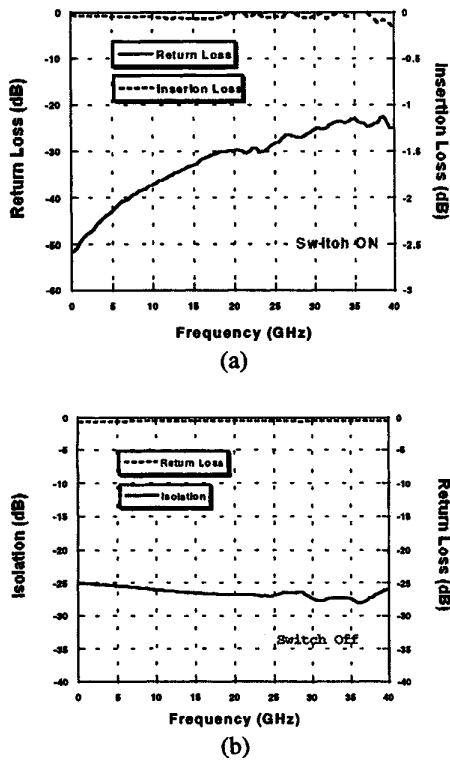 0
-10
-20
-30
-40
-50
-60
Return Loss (dB)
Return Loss
Insertion Loss
Switch ON
0
-0.5
-1
-1.5
-2
-2.5
-3
Insertion Loss (dB)
0 5 10 15 20 25 30 35 40
Frequency (GHz)
(a)
0
-5
-10
-15
-20
-25
-30
-35
-40
Isolation (dB)
Return Loss
Isolation
Switch Off
0
-5
-10
-15
-20
-25
-30
-35
-40
Return Loss (dB)
0 5 10 15 20 25 30 35 40
Frequency (GHz)
(b)